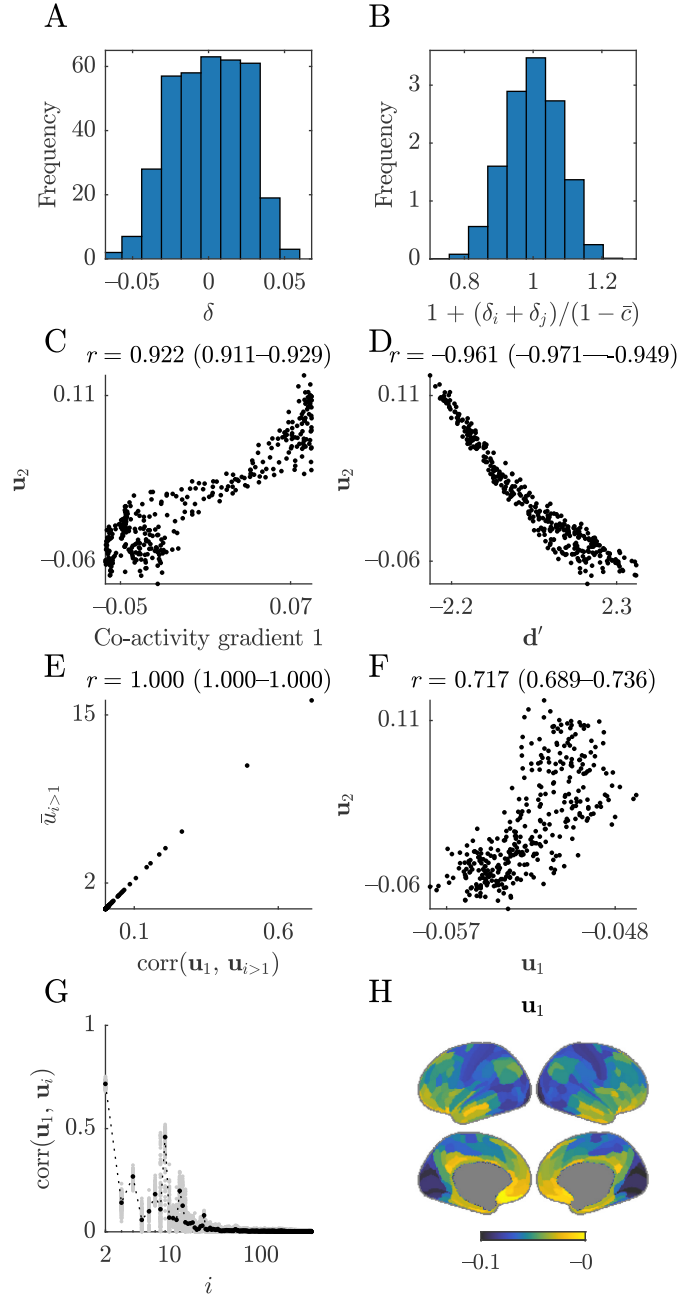 A
B
60
40
20
0
Frequency
−0.05
0
0.05
δ
3
2
1
0
Frequency
0.8
1
1.2
1 + (δᵢ + δⱼ)/(1 − c̄)
C
D
r = 0.922 (0.911–0.929)
r = −0.961 (−0.971—-0.949)
0.11
u₂
−0.06
−0.05
0.07
Co-activity gradient 1
0.11
u₂
−0.06
−2.2
2.3
d′
E
F
r = 1.000 (1.000–1.000)
r = 0.717 (0.689–0.736)
15
ū_{i>1}
2
0.1
0.6
corr(u₁, u_{i>1})
0.11
u₂
−0.06
−0.057
−0.048
u₁
G
H
1
0.5
0
corr(u₁, uᵢ)
2
10
100
i
u₁
−0.1
−0